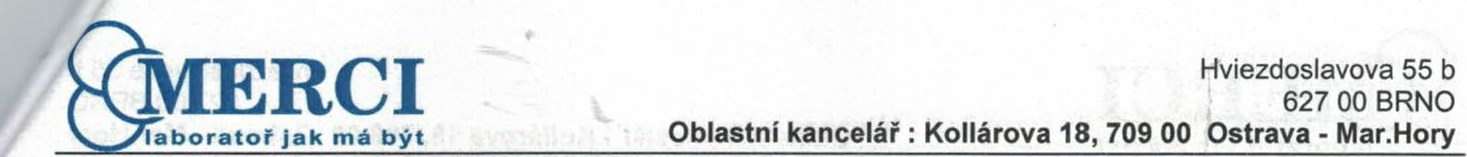 MERCI
laboratoř jak má být
Hviezdoslavova 55 b
627 00 BRNO
Oblastní kancelář : Kollárova 18, 709 00 Ostrava - Mar.Hory